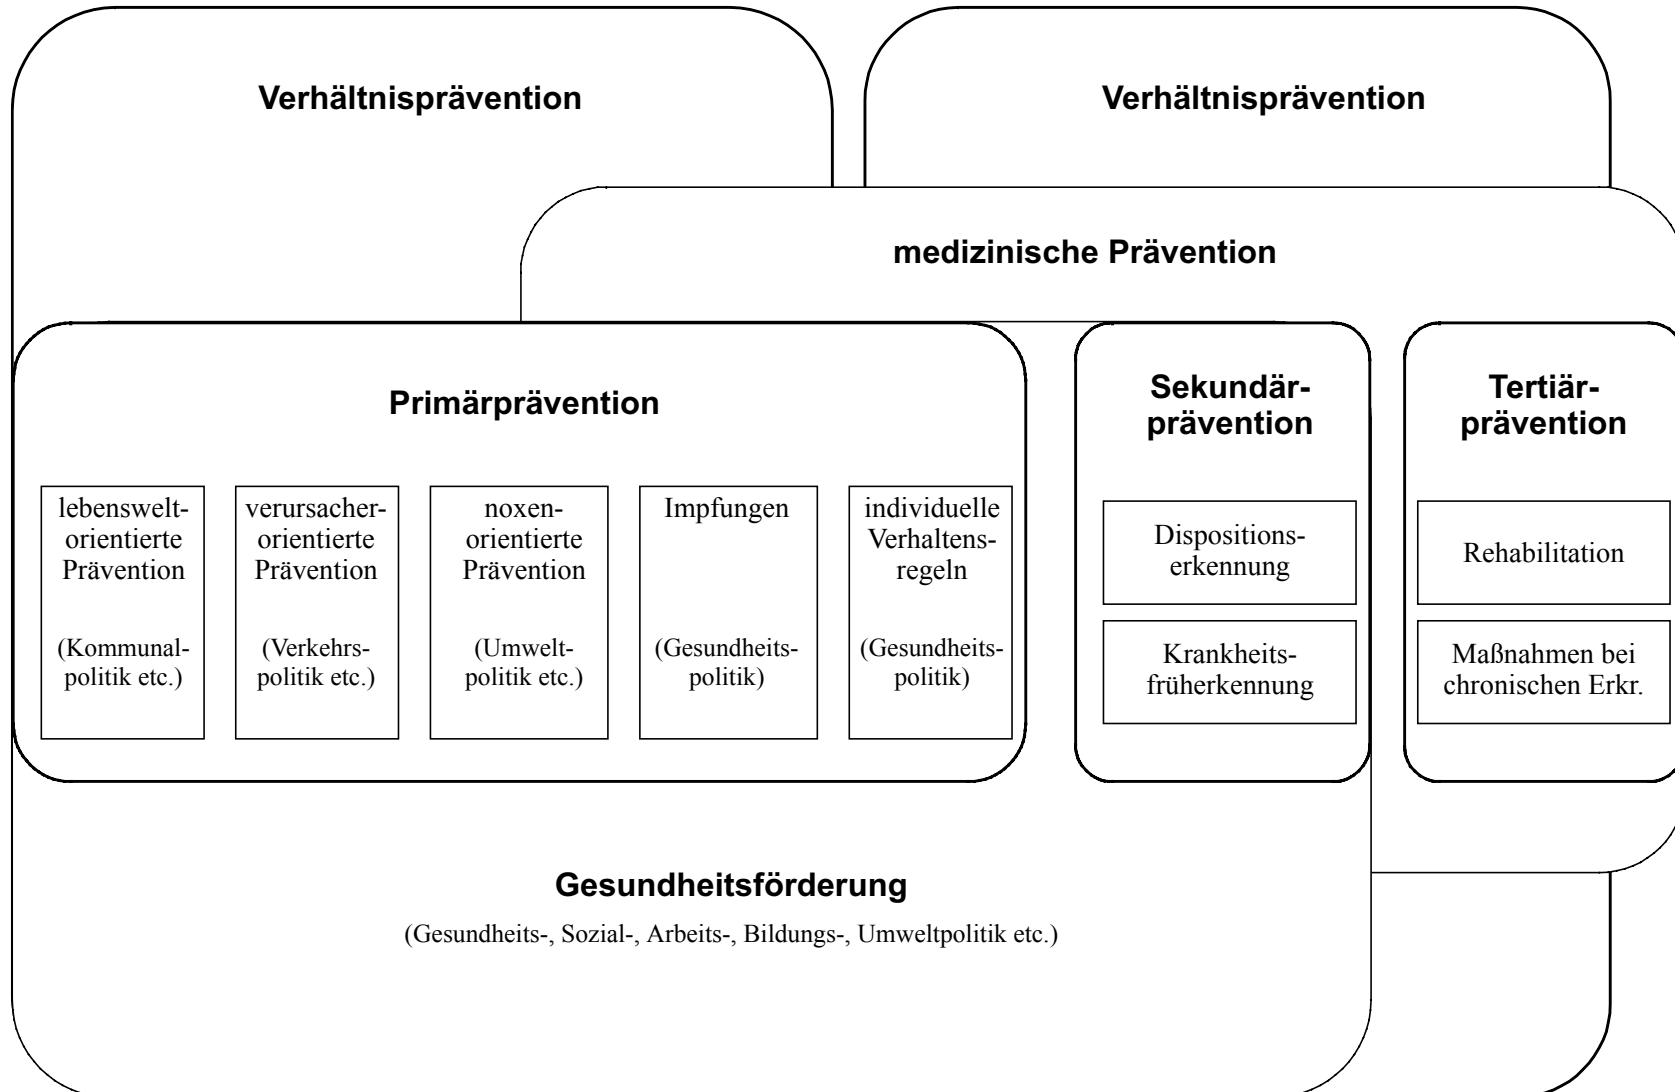 Verhältnisprävention
Verhältnisprävention
medizinische Prävention
Primärprävention
lebenswelt-
orientierte
Prävention
(Kommunal-
politik etc.)
verursacher-
orientierte
Prävention
(Verkehrs-
politik etc.)
noxen-
orientierte
Prävention
(Umwelt-
politik etc.)
Impfungen
(Gesundheits-
politik)
individuelle
Verhaltens-
regeln
(Gesundheits-
politik)
Sekundär-
prävention
Dispositions-
erkennung
Krankheits-
früherkennung
Tertiär-
prävention
Rehabilitation
Maßnahmen bei
chronischen Erkr.
Gesundheitsförderung
(Gesundheits-, Sozial-, Arbeits-, Bildungs-, Umweltpolitik etc.)